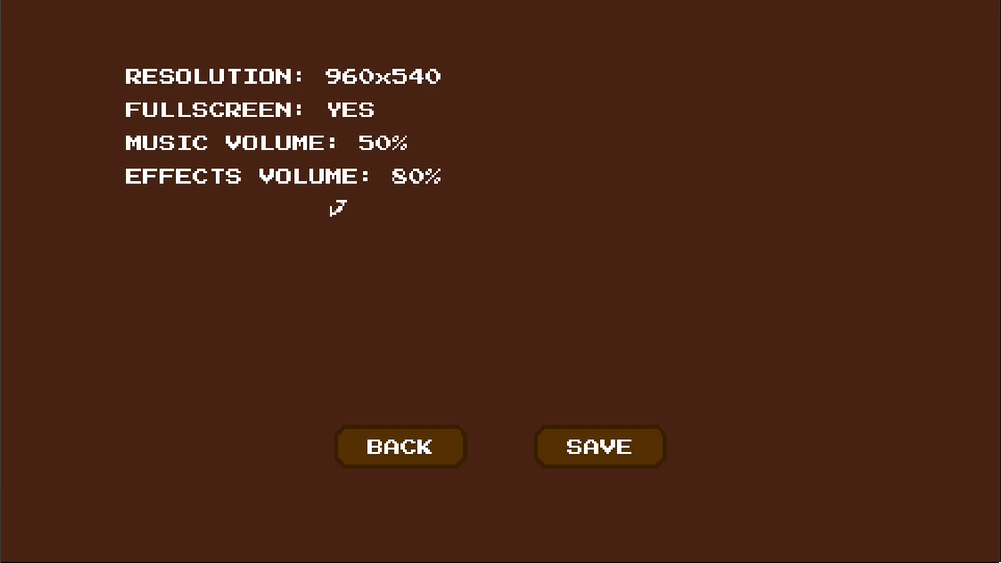 RESOLUTION: 960x540
FULLSCREEN: YES
MUSIC VOLUME: 50%
EFFECTS VOLUME: 80%
BACK
SAVE